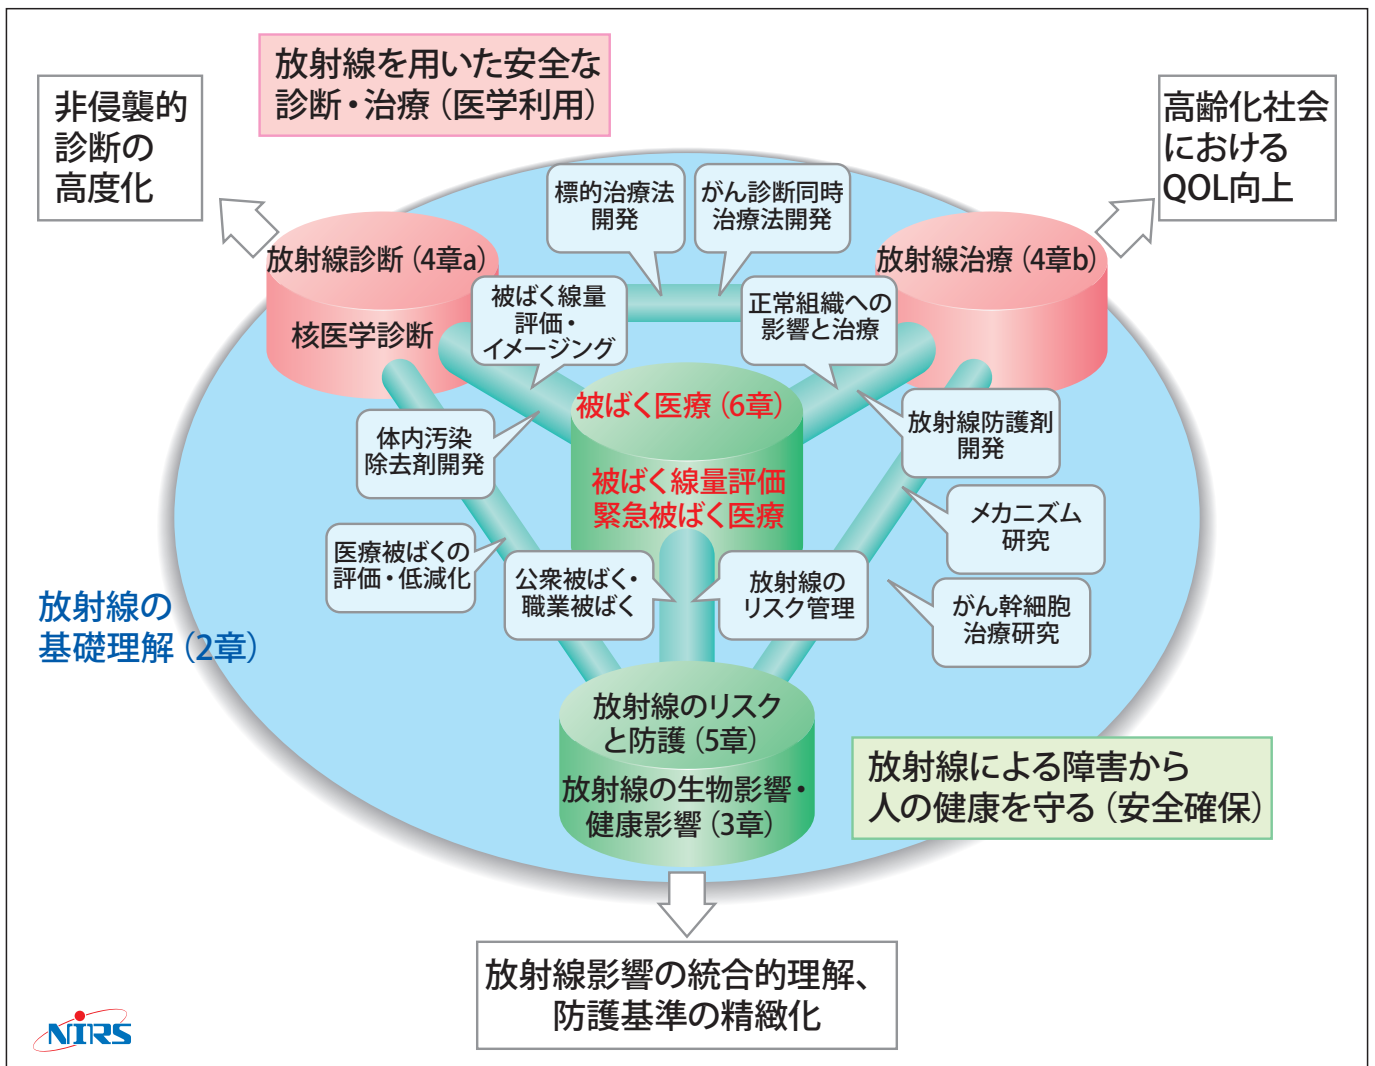 放射線を用いた安全な
診断・治療（医学利用）
非侵襲的
診断の
高度化
高齢化社会
における
QOL向上
標的治療法
開発
がん診断同時
治療法開発
放射線診断（4章a）
核医学診断
放射線治療（4章b）
被ばく線量
評価・
イメージング
正常組織への
影響と治療
被ばく医療（6章）
被ばく線量評価
緊急被ばく医療
体内汚染
除去剤開発
放射線防護剤
開発
メカニズム
研究
医療被ばくの
評価・低減化
公衆被ばく・
職業被ばく
放射線の
リスク管理
がん幹細胞
治療研究
放射線の
基礎理解（2章）
放射線のリスク
と防護（5章）
放射線の生物影響・
健康影響（3章）
放射線による障害から
人の健康を守る（安全確保）
放射線影響の統合的理解、
防護基準の精緻化
NIRS